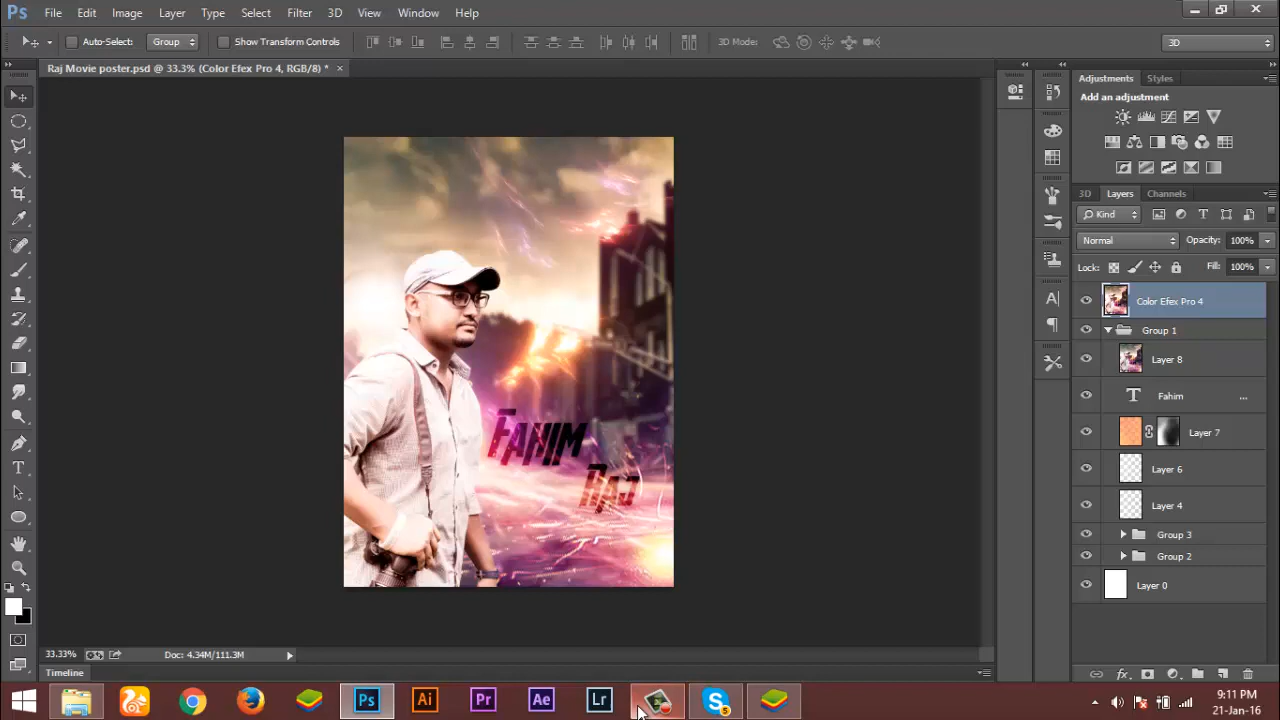 Ps File Edit Image Layer Type Select Filter 3D View Window Help
Auto-Select: Group Show Transform Controls 3D Mode: 3D
Raj Movie poster.psd @ 33.3% (Color Efex Pro 4, RGB/8) * ×
Adjustments Styles
Add an adjustment
3D Layers Channels
Kind
Normal Opacity: 100%
Lock: Fill: 100%
Color Efex Pro 4
Group 1
Layer 8
T Fahim ...
Layer 7
Layer 6
Layer 4
Group 3
Group 2
Layer 0
Fahim
Raj
33.33% Doc: 4.34M/111.3M
Timeline
Ps Ai Pr Ae Lr 5
9:11 PM
21-Jan-16